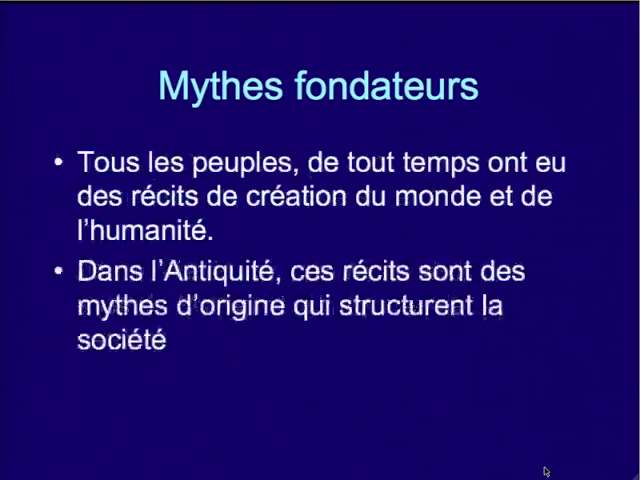 Mythes fondateurs
• Tous les peuples, de tout temps ont eu
des récits de création du monde et de
l'humanité.
• Dans l'Antiquité, ces récits sont des
mythes d'origine qui structurent la
société